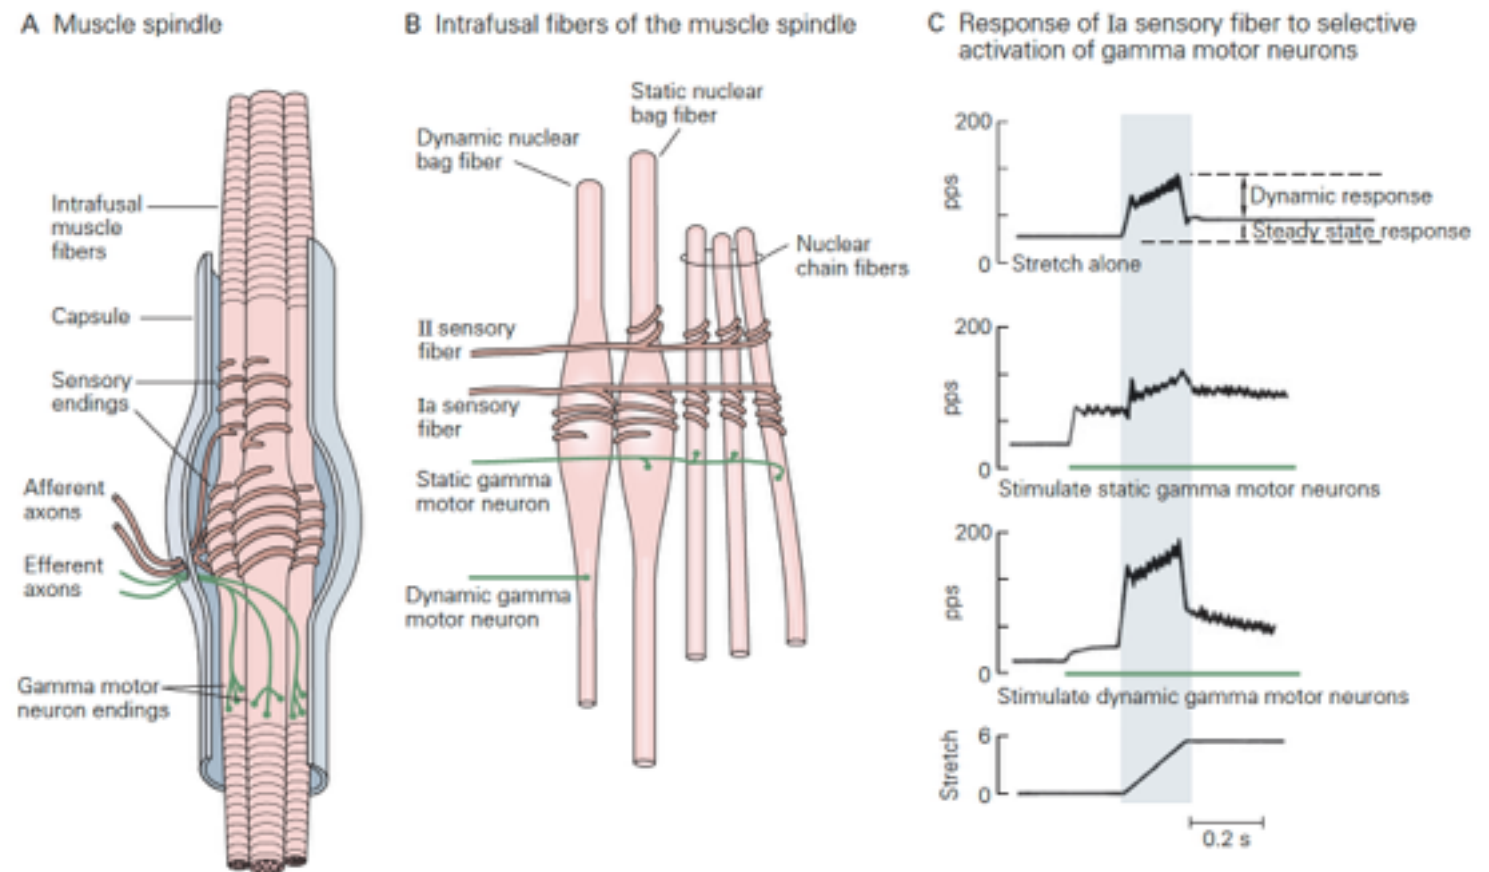 A Muscle spindle
Intrafusal
muscle
fibers
Capsule
Sensory
endings
Afferent
axons
Efferent
axons
Gamma motor
neuron endings
B Intrafusal fibers of the muscle spindle
Static nuclear
bag fiber
Dynamic nuclear
bag fiber
Nuclear
chain fibers
II sensory
fiber
Ia sensory
fiber
Static gamma
motor neuron
Dynamic gamma
motor neuron
C Response of Ia sensory fiber to selective
activation of gamma motor neurons
200
pps
0
Dynamic response
Steady state response
Stretch alone
200
pps
0
Stimulate static gamma motor neurons
200
pps
0
Stimulate dynamic gamma motor neurons
6
Stretch
0
0.2 s